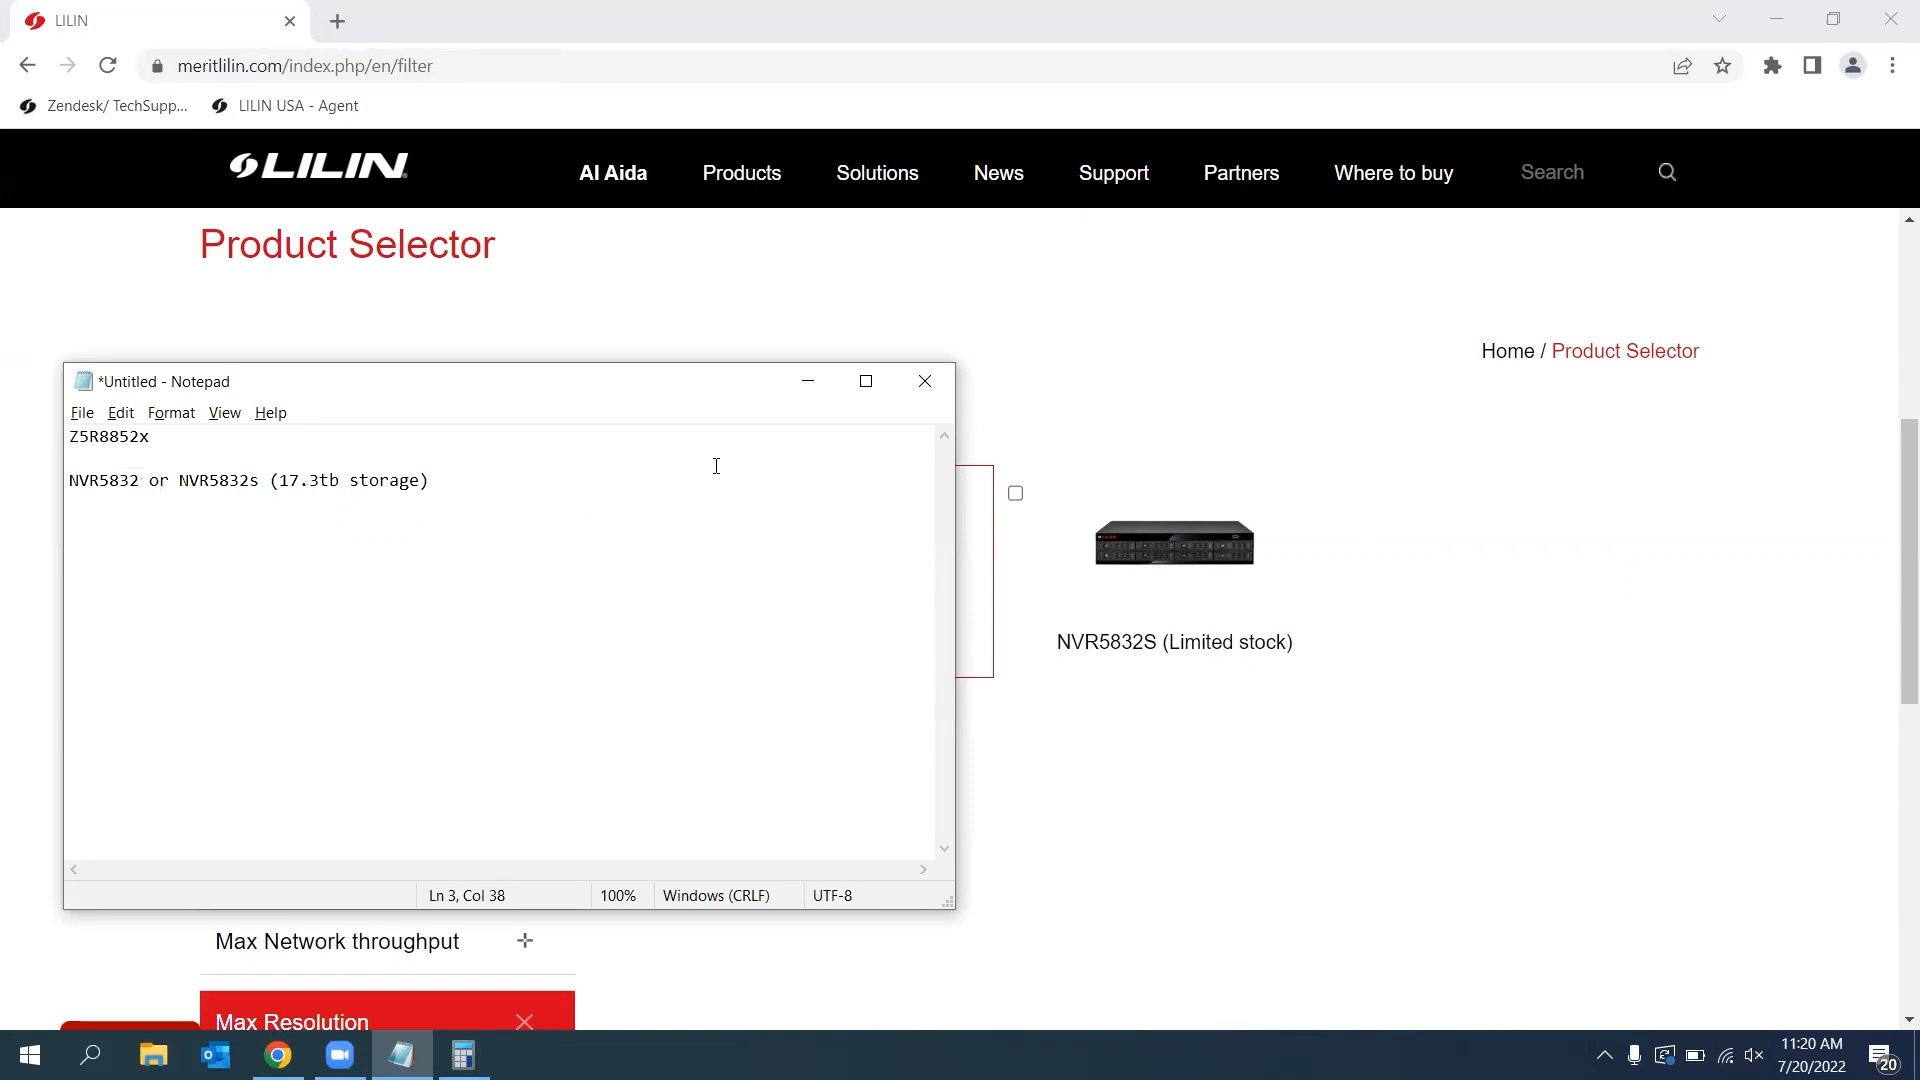 LILIN
meritlilin.com/index.php/en/filter
Zendesk/ TechSupp...
LILIN USA - Agent
LILIN
AI Aida
Products
Solutions
News
Support
Partners
Where to buy
Search
Product Selector
Home / Product Selector
*Untitled - Notepad
File Edit Format View Help
Z5R8852x
NVR5832 or NVR5832s (17.3tb storage)
NVR5832S (Limited stock)
Ln 3, Col 38
100%
Windows (CRLF)
UTF-8
Max Network throughput
Max Resolution
11:20 AM
7/20/2022
20